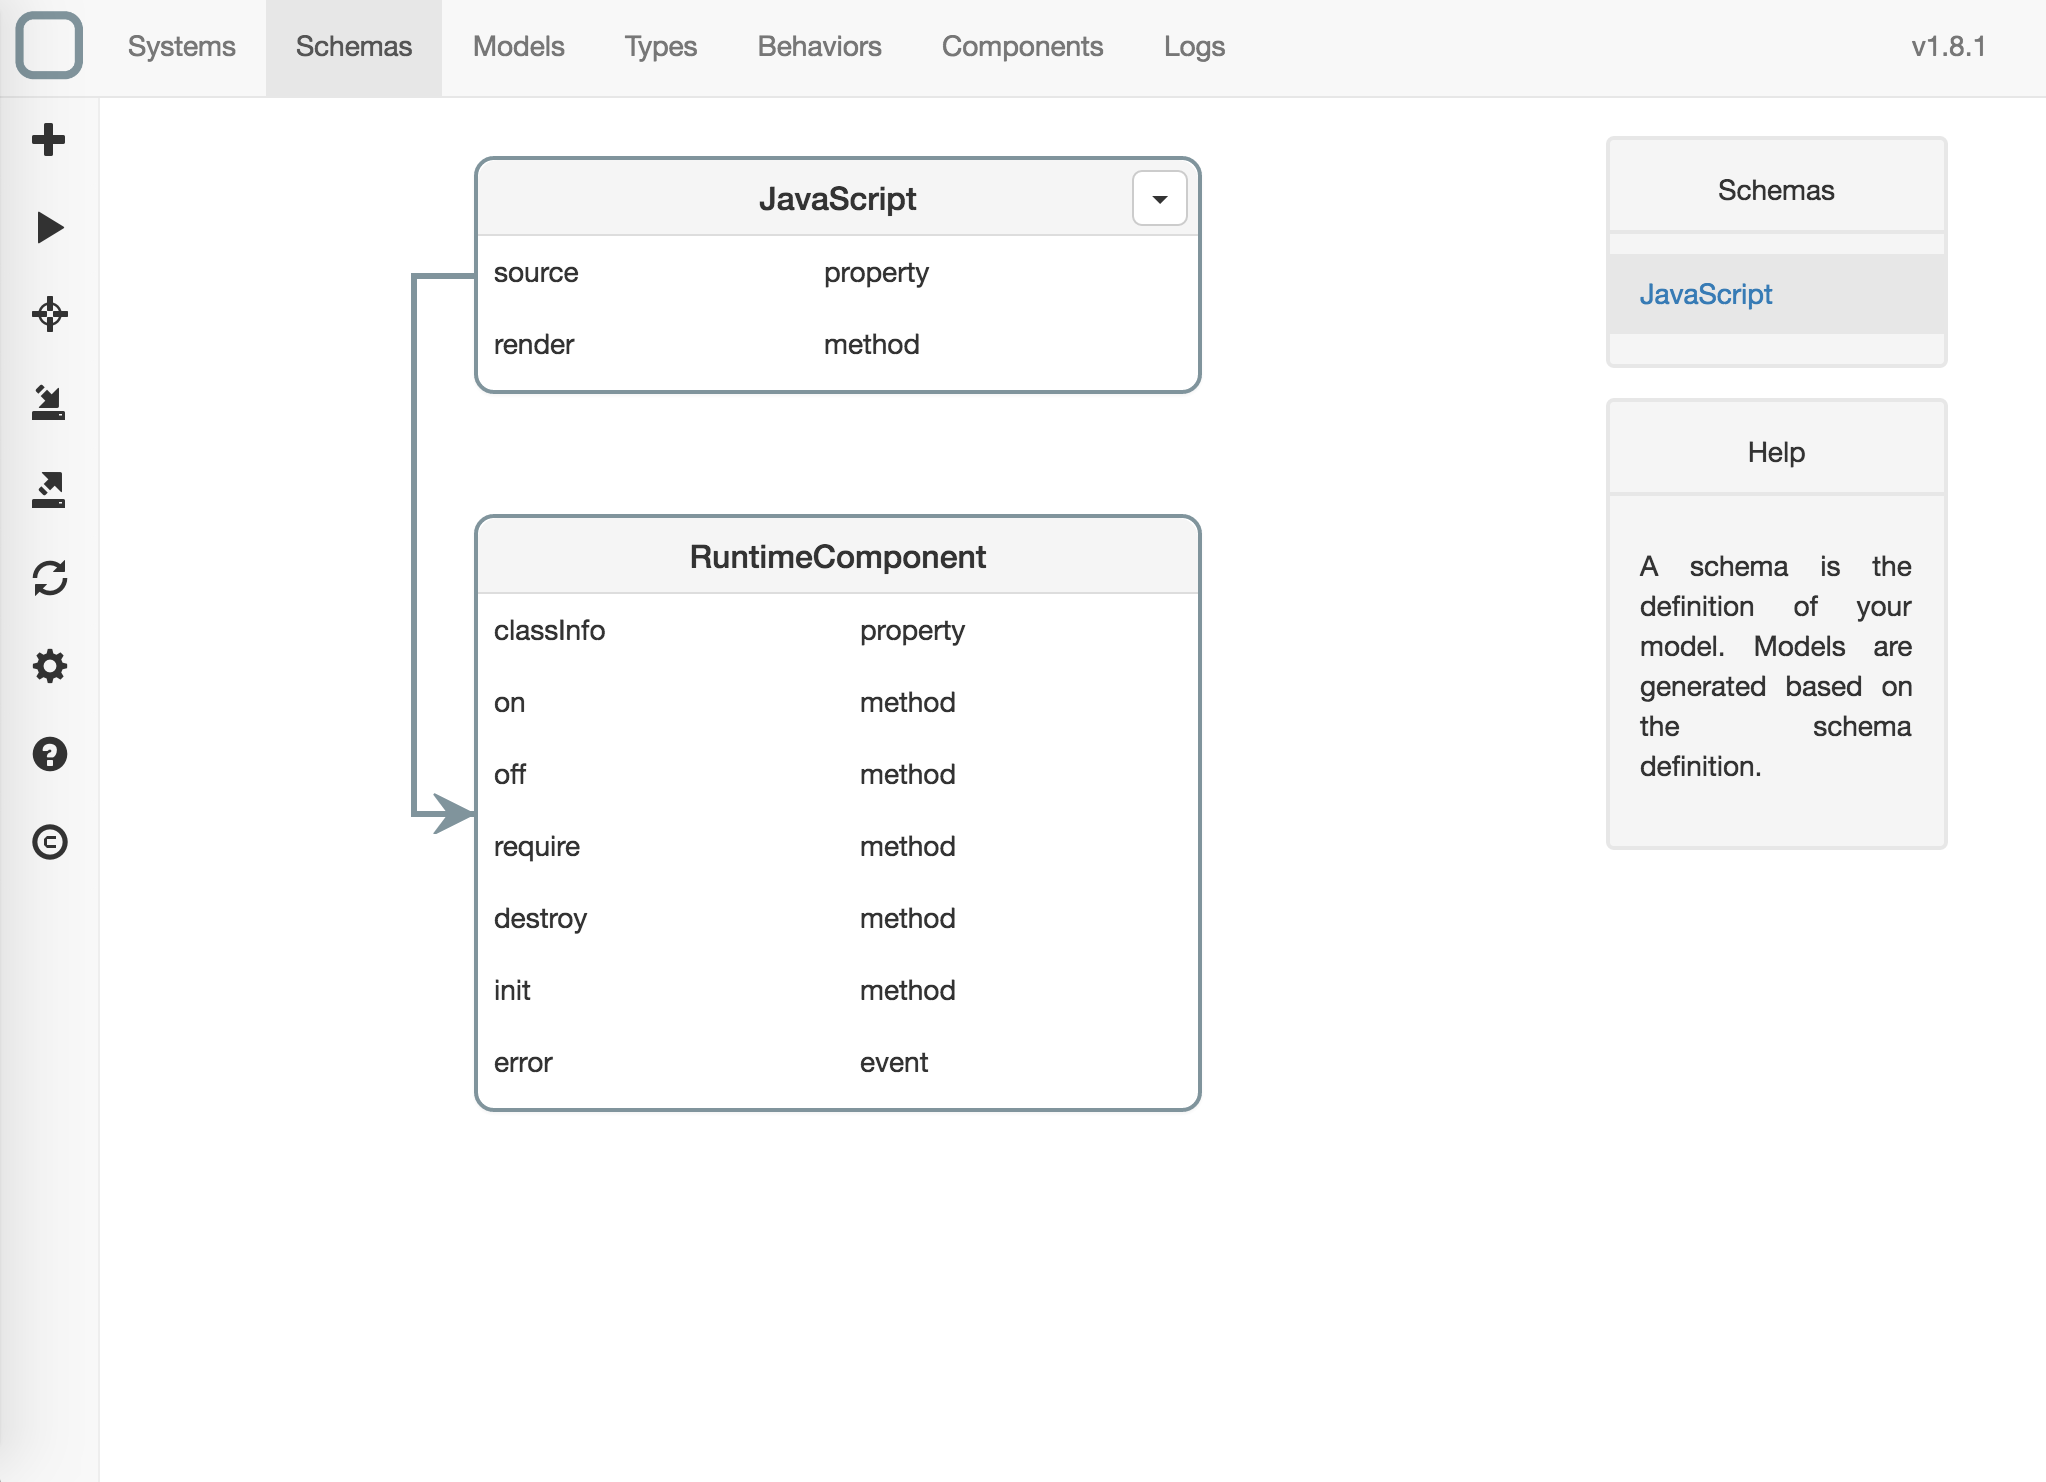 Systems Schemas Models Types Behaviors Components Logs v1.8.1
JavaScript
source property
render method
RuntimeComponent
classInfo property
on method
off method
require method
destroy method
init method
error event
Schemas
JavaScript
Help
A schema is the
definition of your
model. Models are
generated based on
the schema
definition.